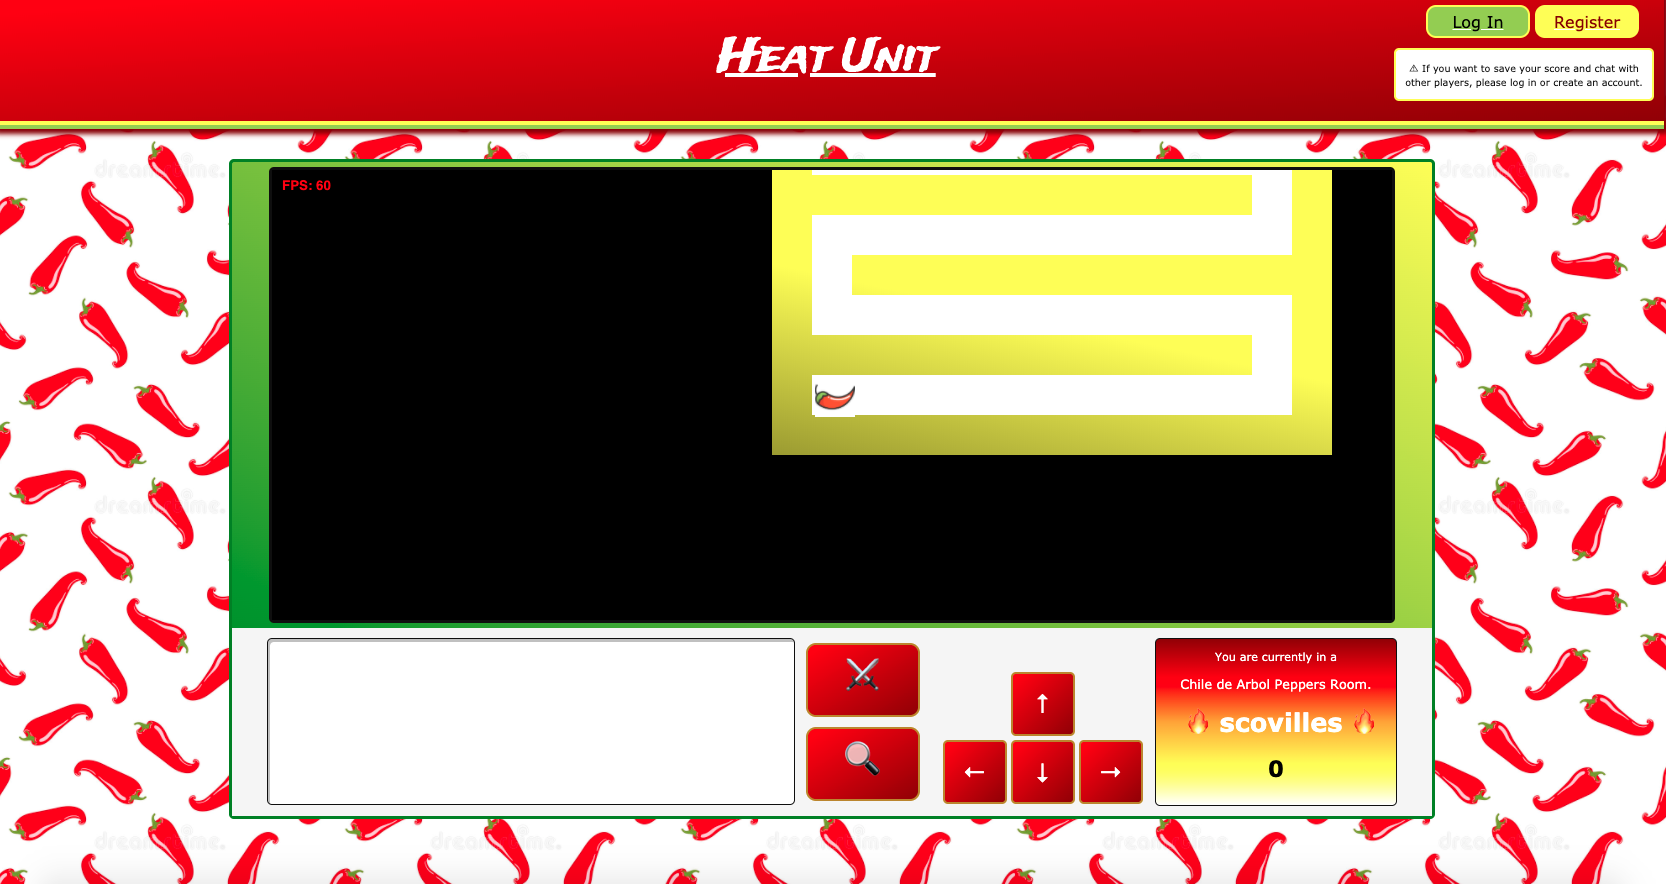 Log In
Register
HEAT UNIT
⚠ If you want to save your score and chat with
other players, please log in or create an account.
FPS: 60
You are currently in a
Chile de Arbol Peppers Room.
🔥 scovilles 🔥
0
↑
← ↓ →